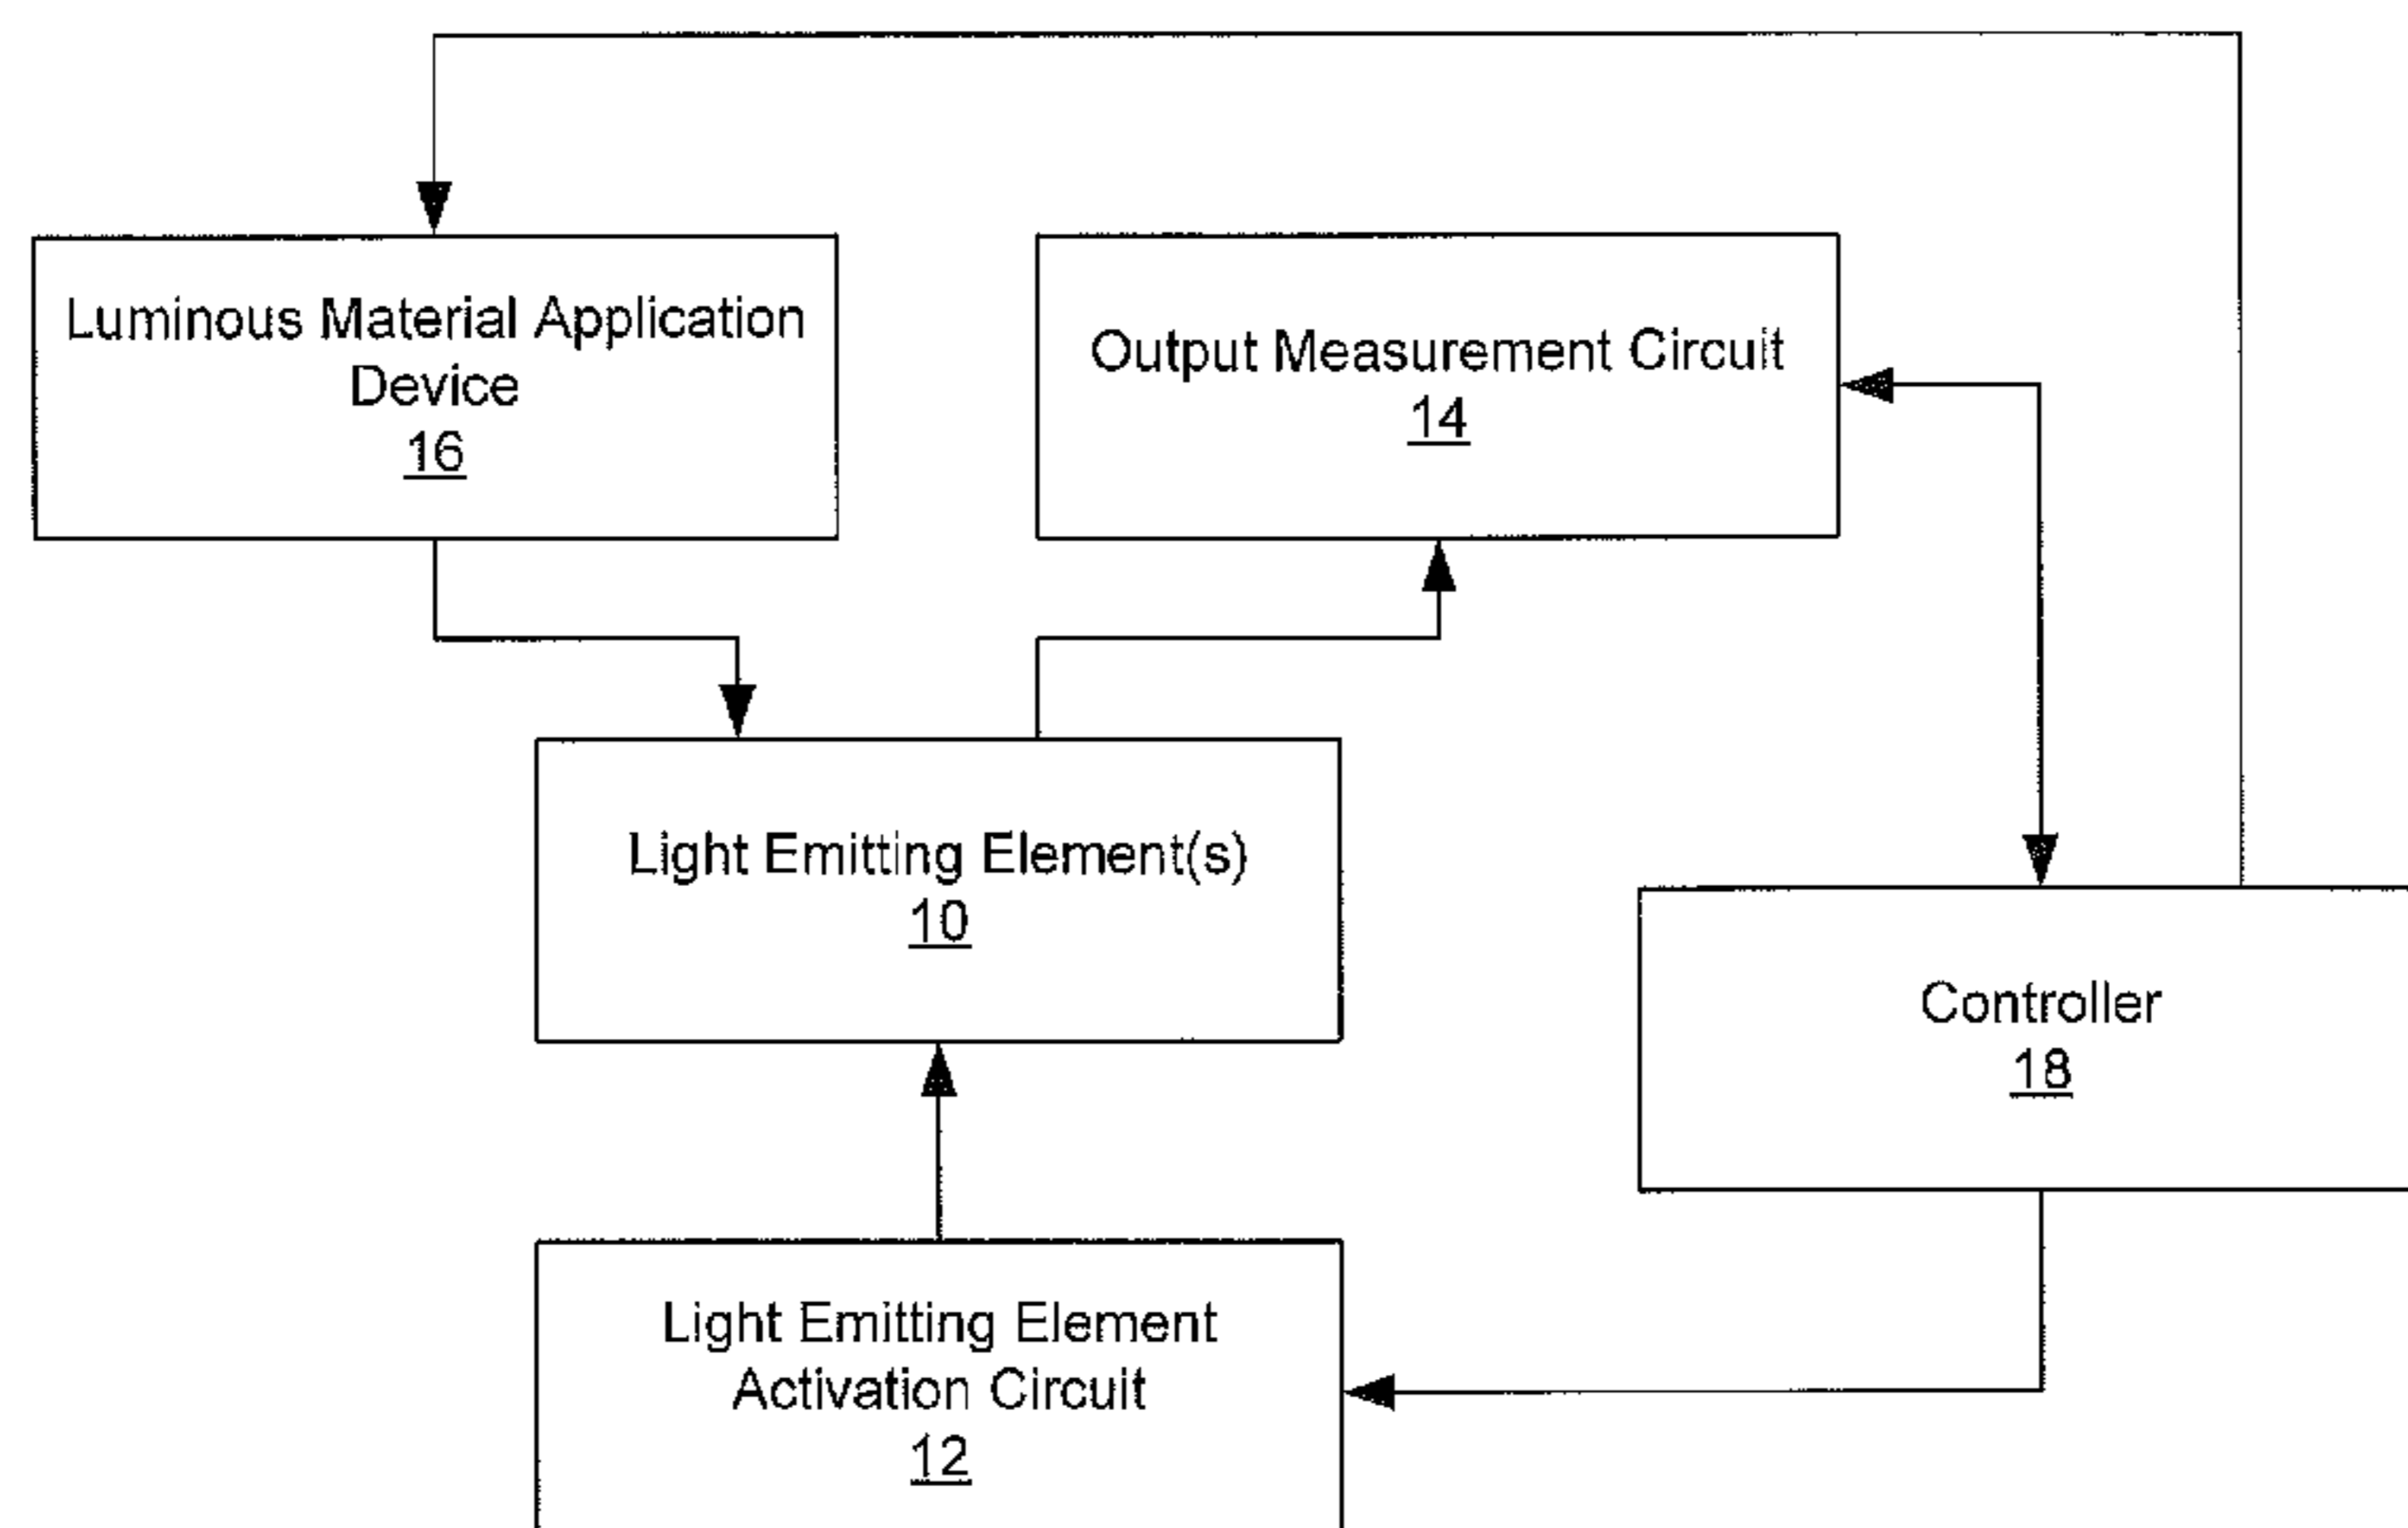 Luminous Material Application
Device
16
Output Measurement Circuit
14
Light Emitting Element(s)
10
Controller
18
Light Emitting Element
Activation Circuit
12